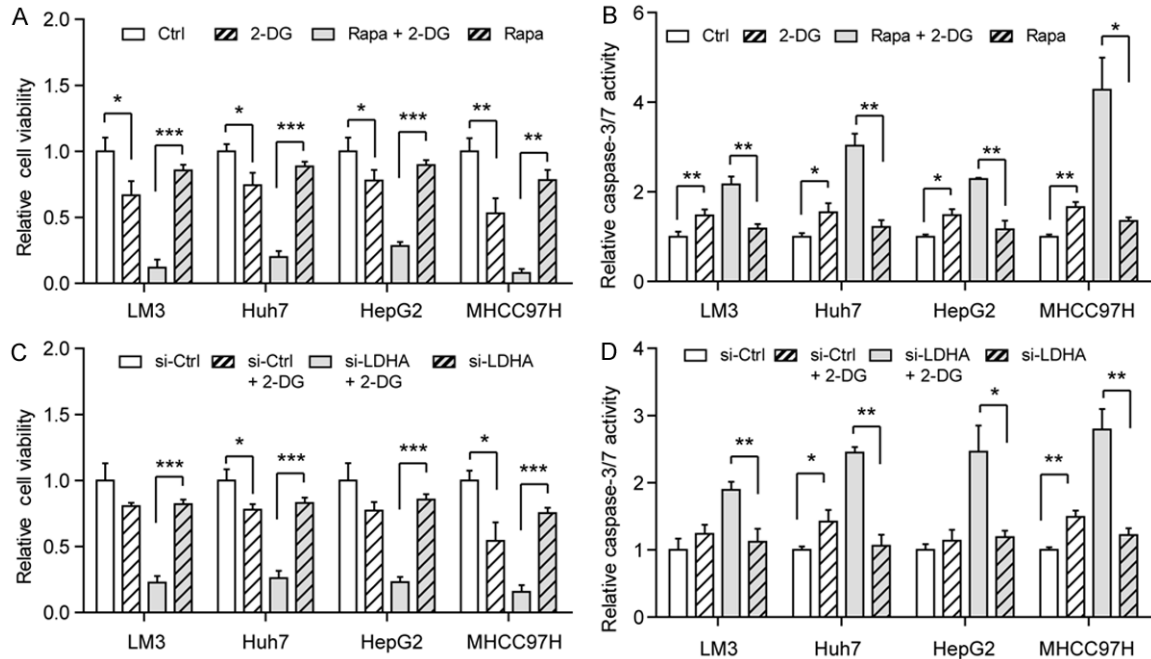 A
2.0
Ctrl 2-DG Rapa + 2-DG Rapa
1.5
1.0
0.5
0.0
Relative cell viability
* *** * *** * *** ** **
LM3 Huh7 HepG2 MHCC97H
B
6
Ctrl 2-DG Rapa + 2-DG Rapa
4
2
0
Relative caspase-3/7 activity
** ** * ** * ** ** *
LM3 Huh7 HepG2 MHCC97H
C
2.0
si-Ctrl si-Ctrl si-LDHA si-LDHA
+ 2-DG + 2-DG
1.5
1.0
0.5
0.0
Relative cell viability
*** * *** *** * ***
LM3 Huh7 HepG2 MHCC97H
D
4
si-Ctrl si-Ctrl si-LDHA si-LDHA
+ 2-DG + 2-DG
3
2
1
0
Relative caspase-3/7 activity
** * ** * ** **
LM3 Huh7 HepG2 MHCC97H